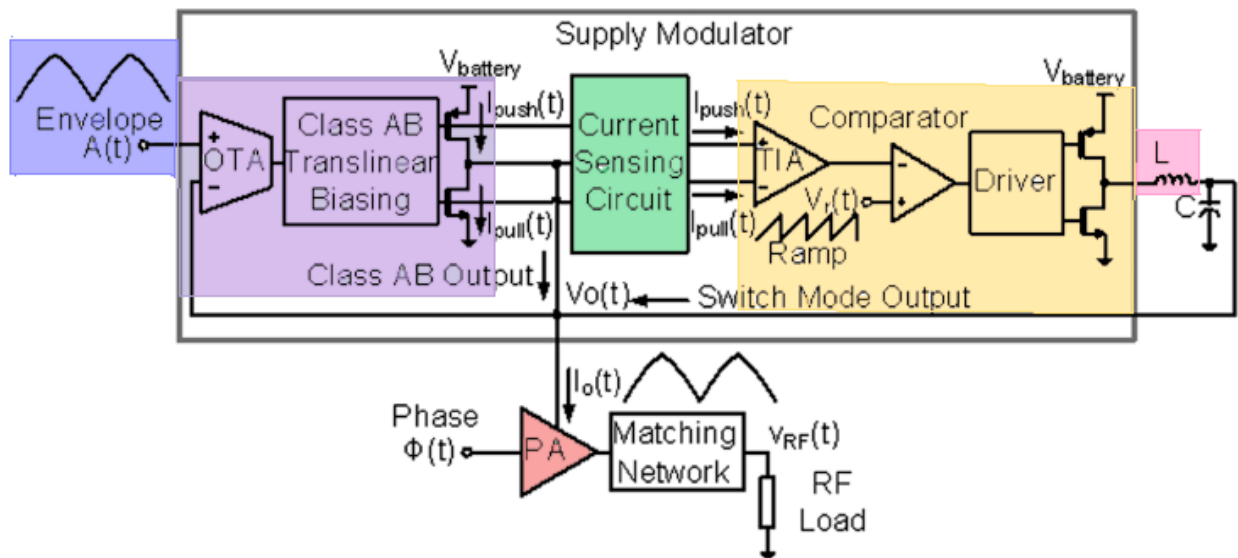 Supply Modulator
Envelope
A(t)
+
OTA
−
Class AB
Translinear
Biasing
Vbattery
Ipush(t)
Ipull(t)
Current
Sensing
Circuit
Ipush(t)
Ipull(t)
+
TIA
−
Comparator
−
+
Vr(t)
Ramp
Driver
Vbattery
L
C
Class AB Output
Vo(t)
Switch Mode Output
Io(t)
Phase
Φ(t)
PA
Matching
Network
vRF(t)
RF
Load